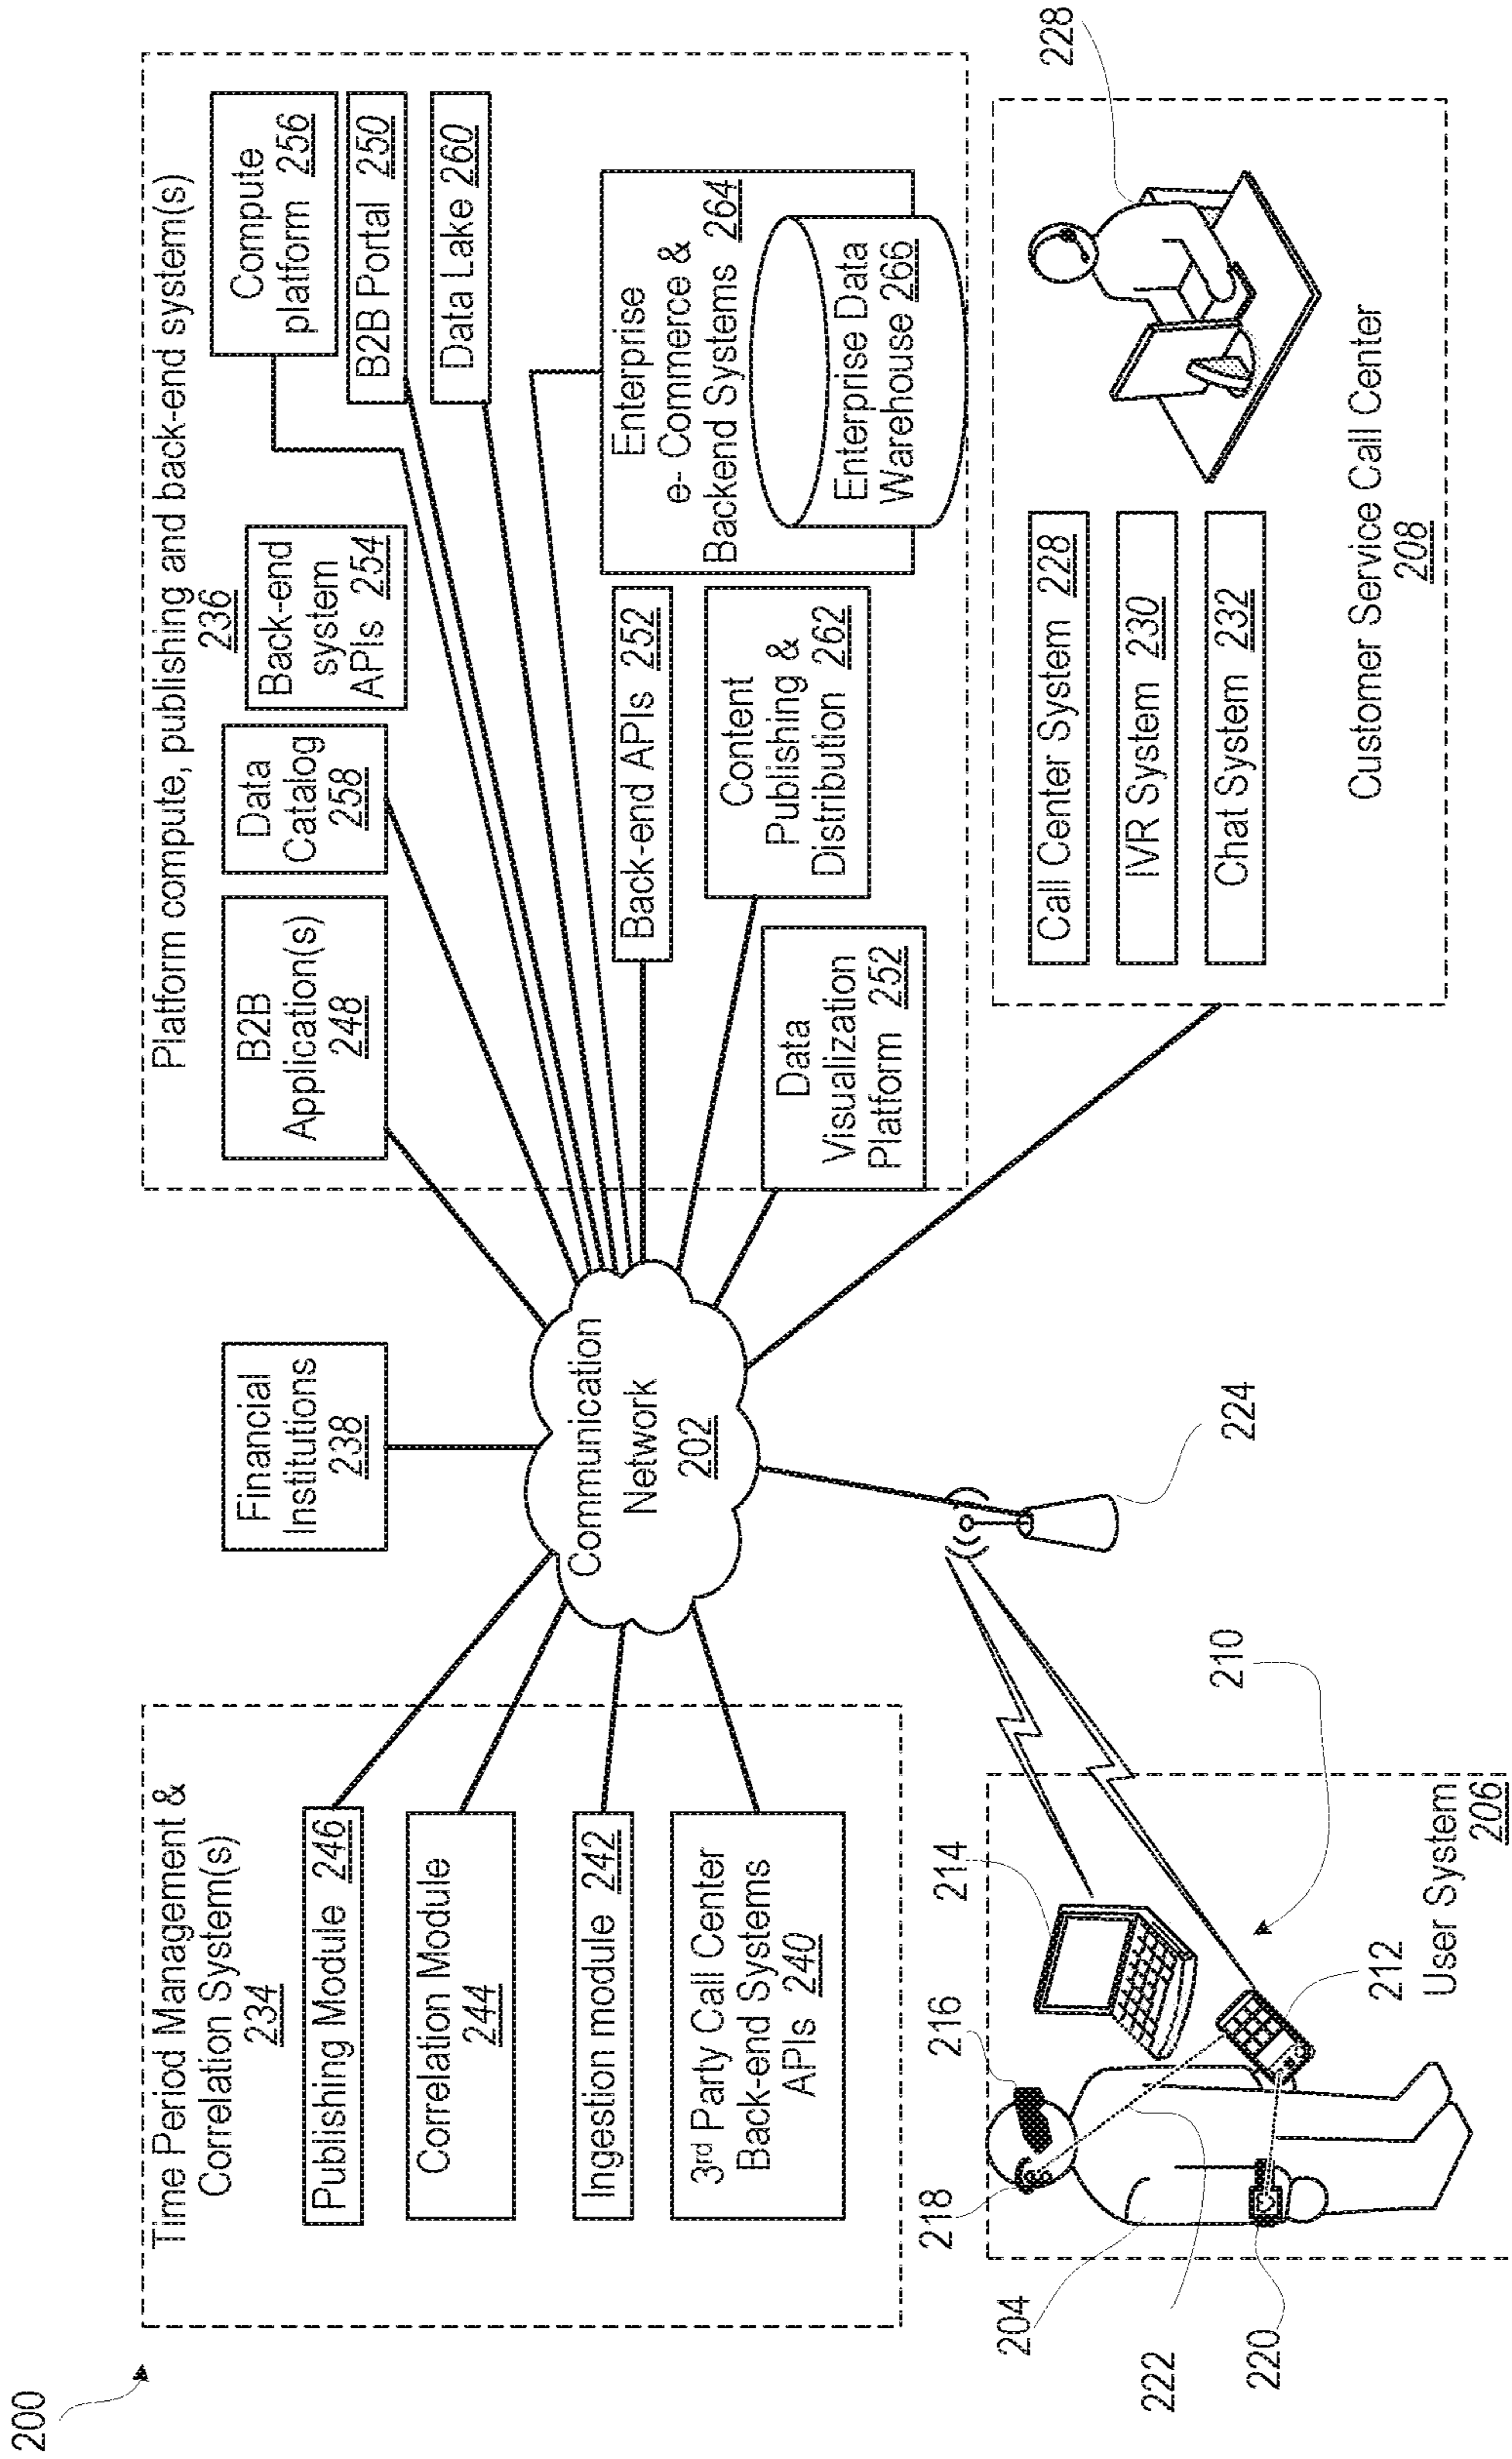 200
Time Period Management &
Correlation System(s)
234
Publishing Module 246
Correlation Module
244
Ingestion module 242
3rd Party Call Center
Back-end Systems
APIs 240
Financial
Institutions
238
Communication
Network
202
Platform compute, publishing and back-end system(s)
236
B2B
Application(s)
248
Data
Catalog
258
Back-end
system
APIs 254
Compute
platform 256
B2B Portal 250
Data Lake 260
Enterprise
e- Commerce &
Backend Systems 264
Enterprise Data
Warehouse 266
Back-end APIs 252
Content
Publishing &
Distribution 262
Data
Visualization
Platform 252
218
216
214
210
224
204
222
220
212
User System
206
Call Center System 228
IVR System 230
Chat System 232
228
Customer Service Call Center
208